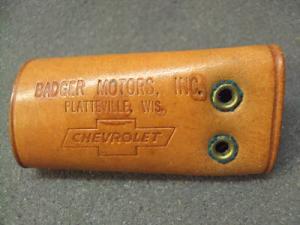 BADGER MOTORS, INC.
PLATTEVILLE, WIS.
CHEVROLET